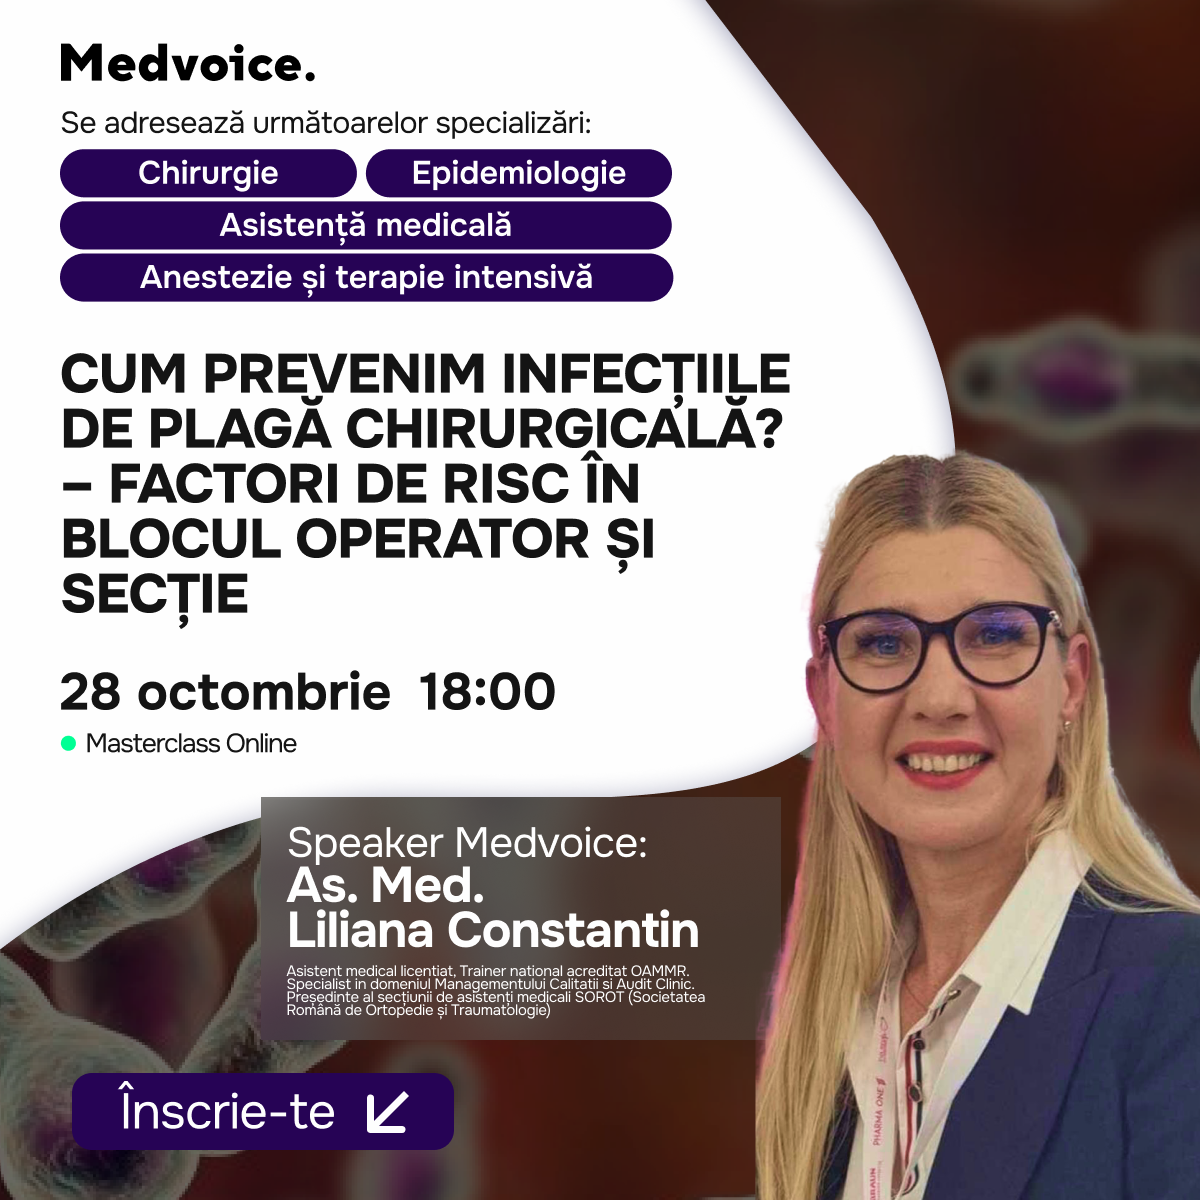 Medvoice.
Se adresează următoarelor specializări:
Chirurgie Epidemiologie
Asistență medicală
Anestezie și terapie intensivă
CUM PREVENIM INFECȚIILE
DE PLAGĂ CHIRURGICALĂ?
– FACTORI DE RISC ÎN
BLOCUL OPERATOR ȘI
SECȚIE
28 octombrie 18:00
Masterclass Online
Speaker Medvoice:
As. Med.
Liliana Constantin
Asistent medical licentiat, Trainer national acreditat OAMMR.
Specialist in domeniul Managementului Calitatii si Audit Clinic.
Președinte al secțiunii de asistenți medicali SOROT (Societatea
Română de Ortopedie și Traumatologie)
Înscrie-te
PHARMA ONE